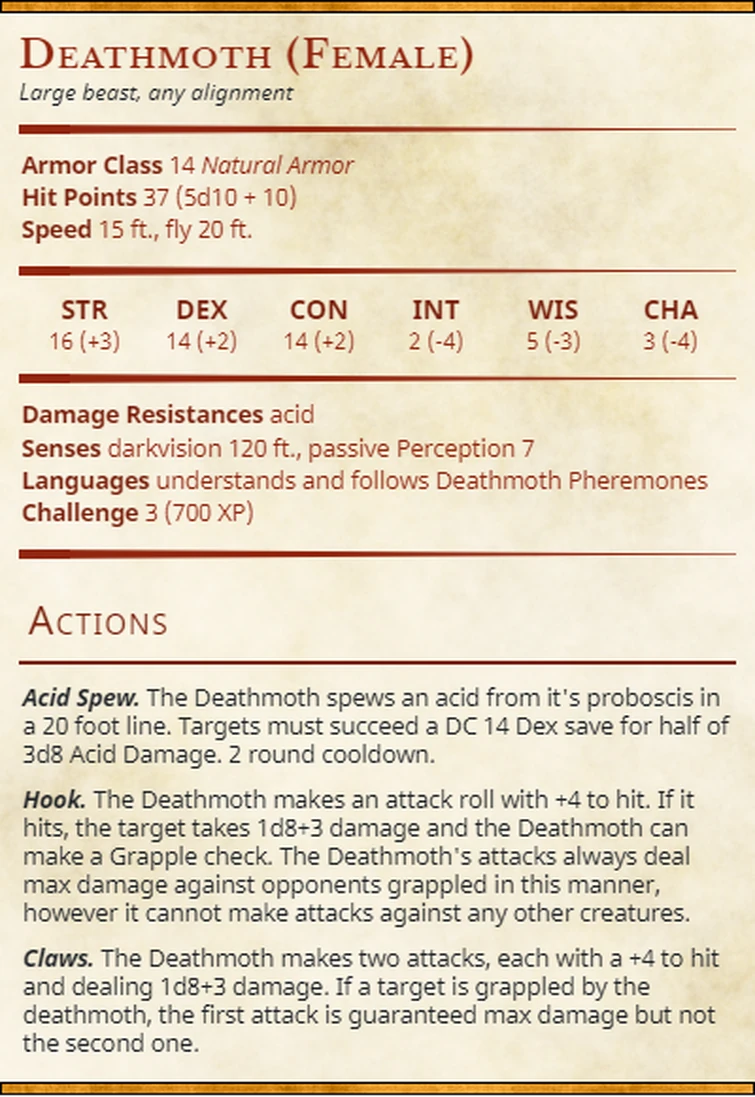 Deathmoth (Female)
Large beast, any alignment
Armor Class 14 Natural Armor
Hit Points 37 (5d10 + 10)
Speed 15 ft., fly 20 ft.
STR DEX CON INT WIS CHA
16 (+3) 14 (+2) 14 (+2) 2 (-4) 5 (-3) 3 (-4)
Damage Resistances acid
Senses darkvision 120 ft., passive Perception 7
Languages understands and follows Deathmoth Pheremones
Challenge 3 (700 XP)
Actions
Acid Spew. The Deathmoth spews an acid from it's proboscis in
a 20 foot line. Targets must succeed a DC 14 Dex save for half of
3d8 Acid Damage. 2 round cooldown.
Hook. The Deathmoth makes an attack roll with +4 to hit. If it
hits, the target takes 1d8+3 damage and the Deathmoth can
make a Grapple check. The Deathmoth's attacks always deal
max damage against opponents grappled in this manner,
however it cannot make attacks against any other creatures.
Claws. The Deathmoth makes two attacks, each with a +4 to hit
and dealing 1d8+3 damage. If a target is grappled by the
deathmoth, the first attack is guaranteed max damage but not
the second one.